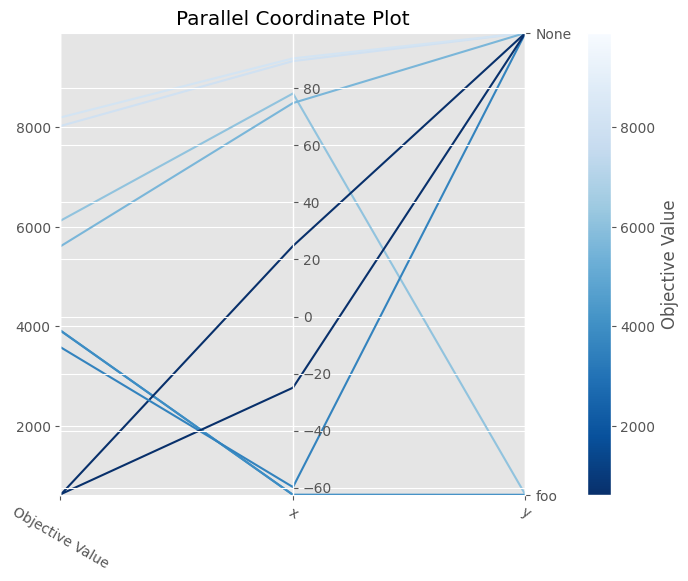 Parallel Coordinate Plot
None
80
8000
8000
60
6000
6000
40
20
Objective Value
0
4000
4000
−20
2000
2000
−40
−60
foo
Objective Value
x
y